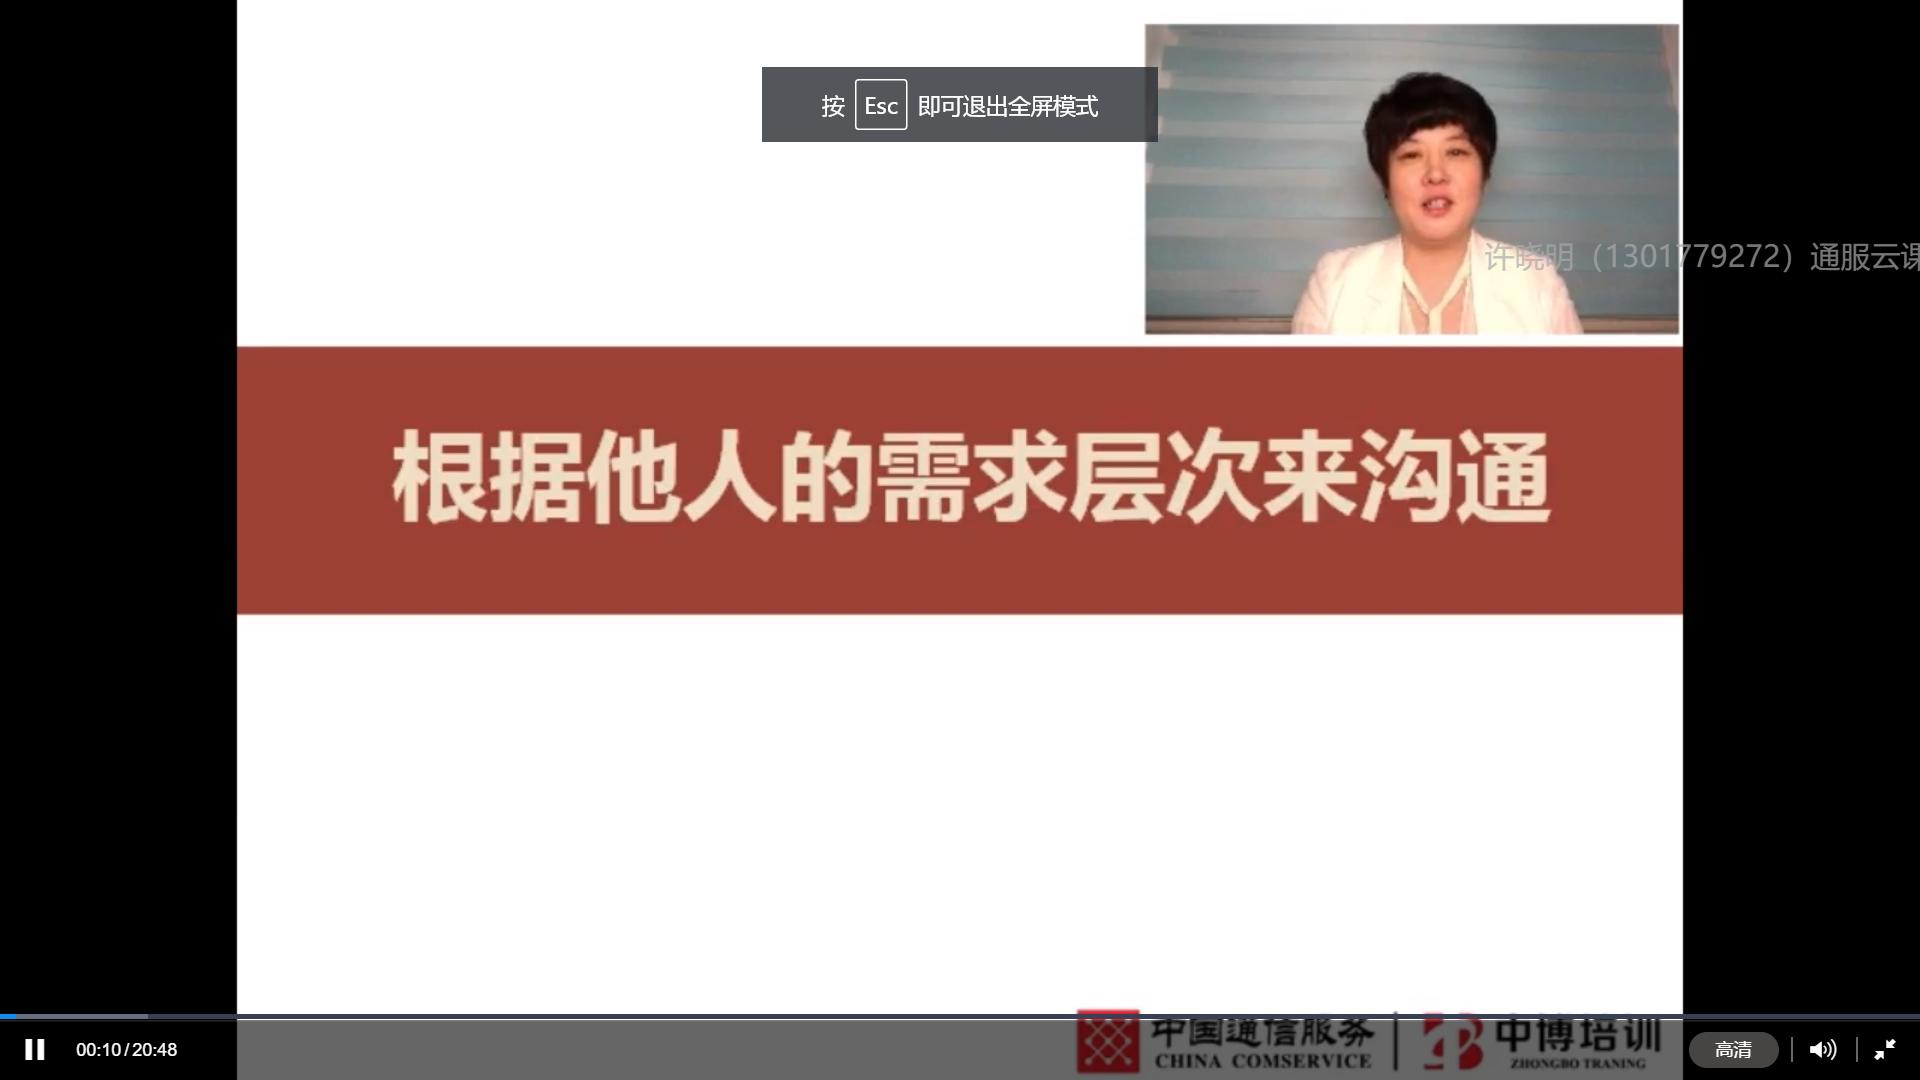 按 Esc 即可退出全屏模式
许晓明（1301779272）通服云课
根据他人的需求层次来沟通
中国通信服务
CHINA COMSERVICE
中博培训
ZHONGBO TRANING
00:10/20:48
高清